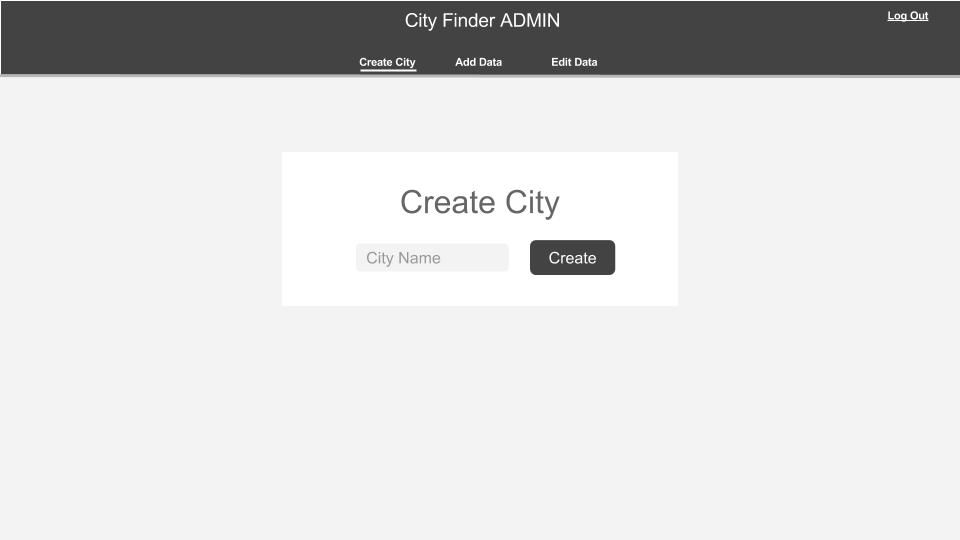 City Finder ADMIN
Log Out
Create City
Add Data
Edit Data
Create City
City Name
Create